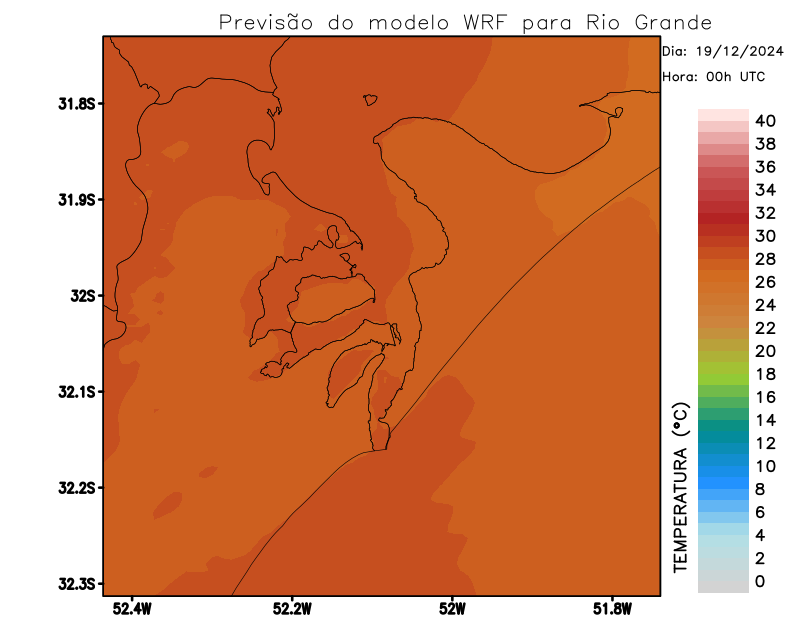 Previsão do modelo WRF para Rio Grande
Dia: 19/12/2024
Hora: 00h UTC
31.8S
31.9S
32S
32.1S
32.2S
32.3S
52.4W
52.2W
52W
51.8W
TEMPERATURA (°C)
40
38
36
34
32
30
28
26
24
22
20
18
16
14
12
10
8
6
4
2
0